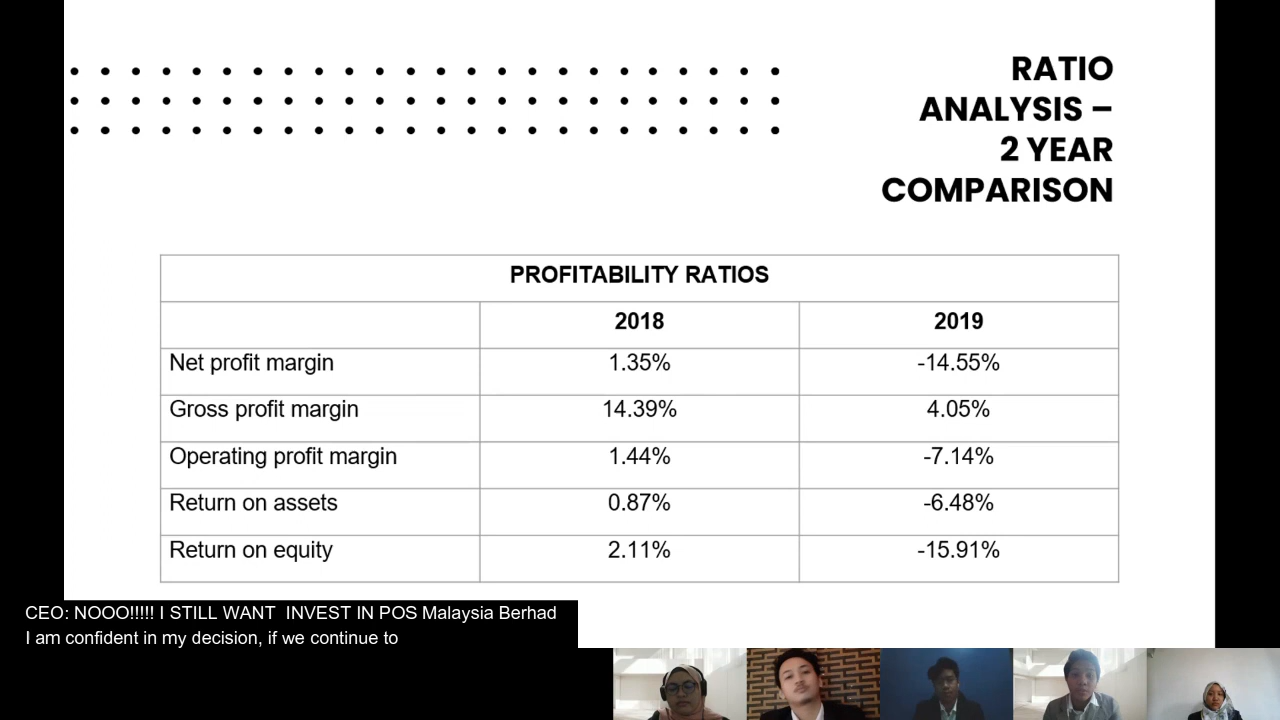 RATIO
ANALYSIS –
2 YEAR
COMPARISON
PROFITABILITY RATIOS
2018 2019
Net profit margin 1.35% -14.55%
Gross profit margin 14.39% 4.05%
Operating profit margin 1.44% -7.14%
Return on assets 0.87% -6.48%
Return on equity 2.11% -15.91%
CEO: NOOO!!!!! I STILL WANT  INVEST IN POS Malaysia Berhad
I am confident in my decision, if we continue to